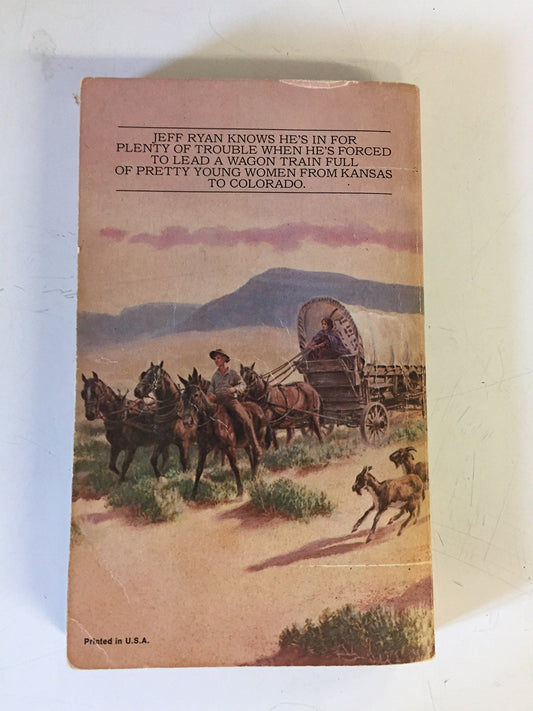 JEFF RYAN KNOWS HE'S IN FOR
PLENTY OF TROUBLE WHEN HE'S FORCED
TO LEAD A WAGON TRAIN FULL
OF PRETTY YOUNG WOMEN FROM KANSAS
TO COLORADO.
Printed in U.S.A.